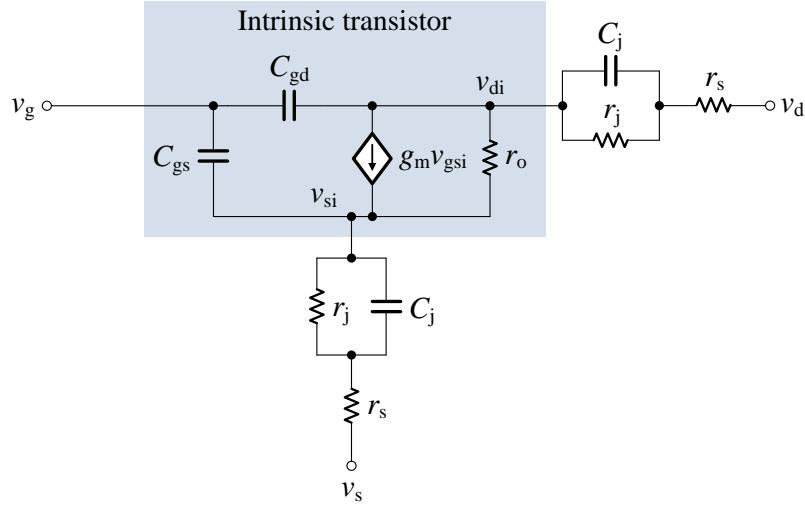 Intrinsic transistor
C_gd
C_j
v_di
r_s
v_g
r_j
v_d
C_gs
g_m v_gsi
r_o
v_si
r_j
C_j
r_s
v_s